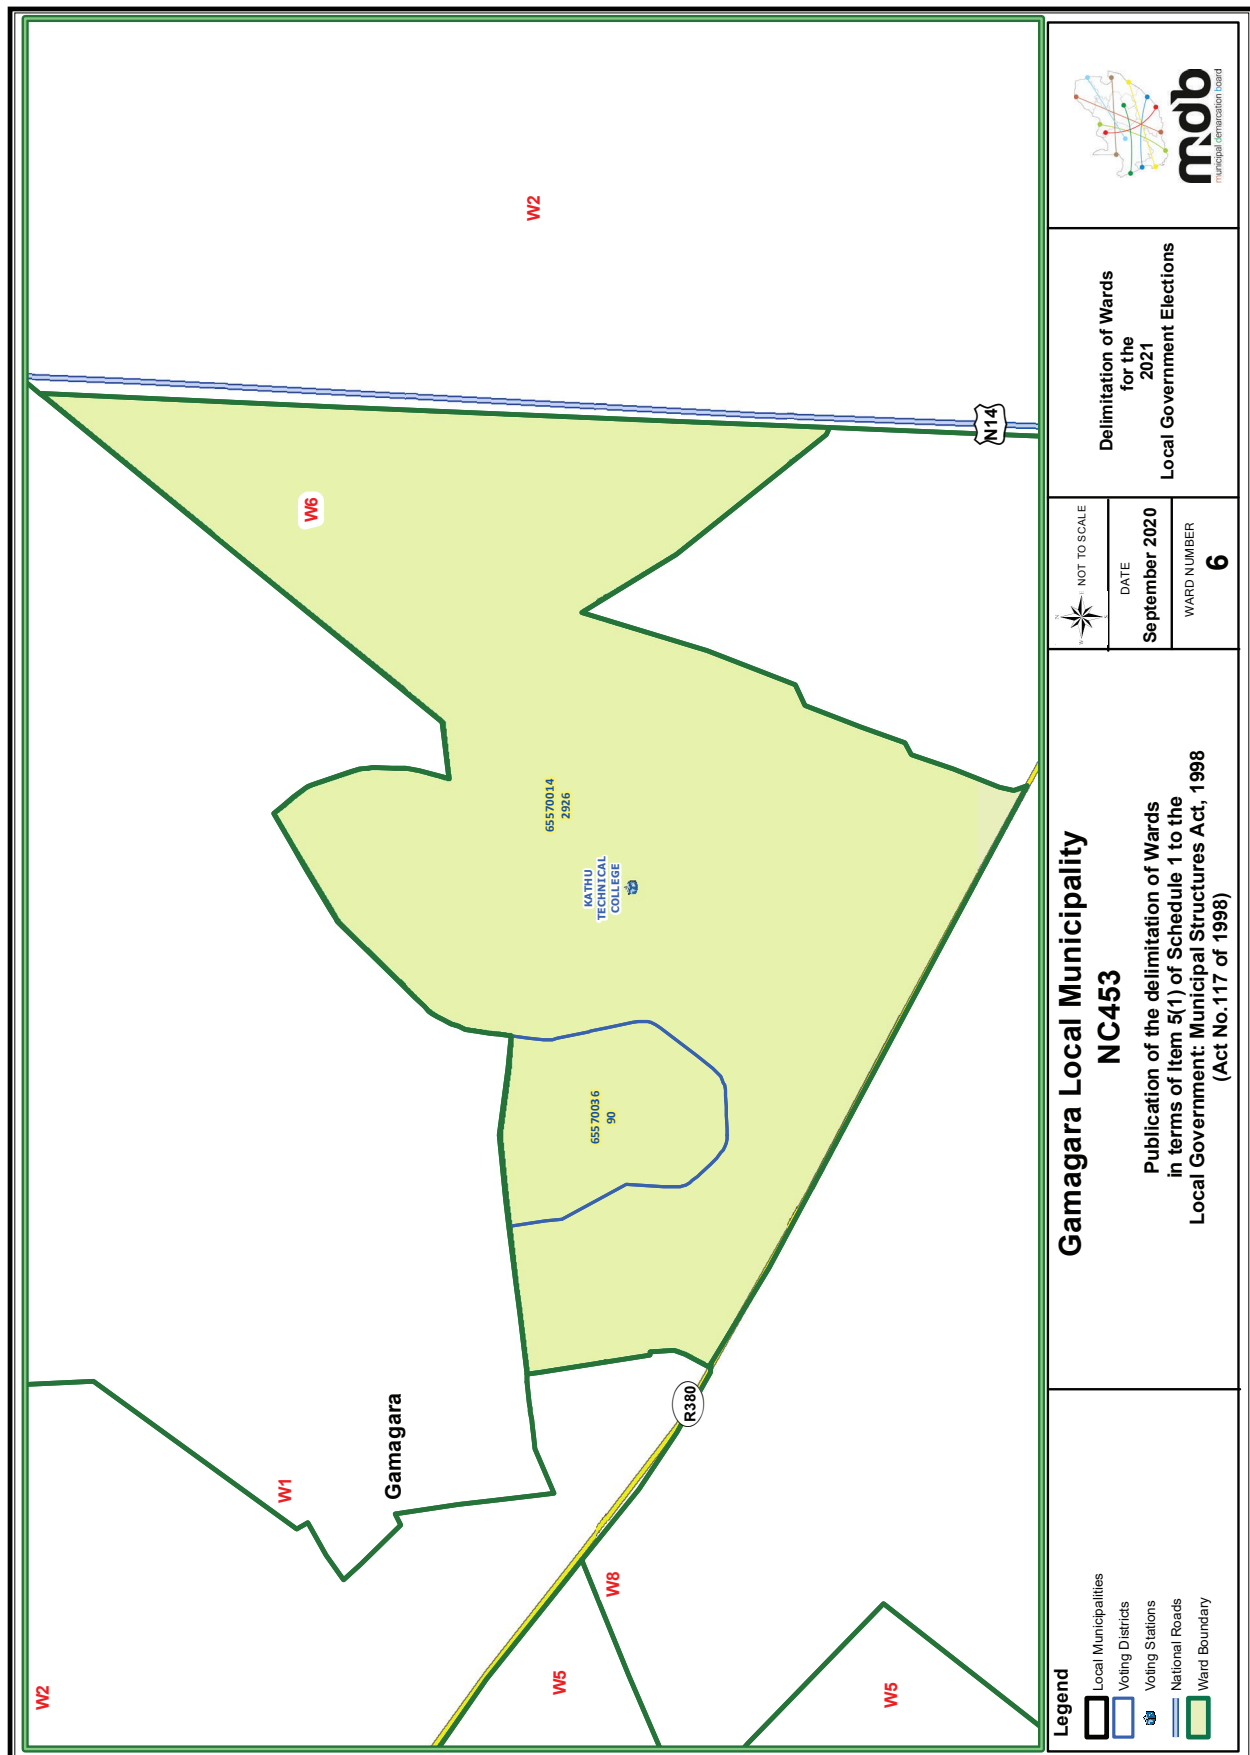 W2
W1
Gamagara
W5
W8
W5
R380
65570036
90
KATHU
TECHNICAL
COLLEGE
65570014
2926
W6
N14
W2
Legend
Local Municipalities
Voting Districts
Voting Stations
National Roads
Ward Boundary
Gamagara Local Municipality
NC453
Publication of the delimitation of Wards
in terms of Item 5(1) of Schedule 1 to the
Local Government: Municipal Structures Act, 1998
(Act No.117 of 1998)
N
W
E
S
NOT TO SCALE
DATE
September 2020
WARD NUMBER
6
Delimitation of Wards
for the
2021
Local Government Elections
mdb
municipal demarcation board